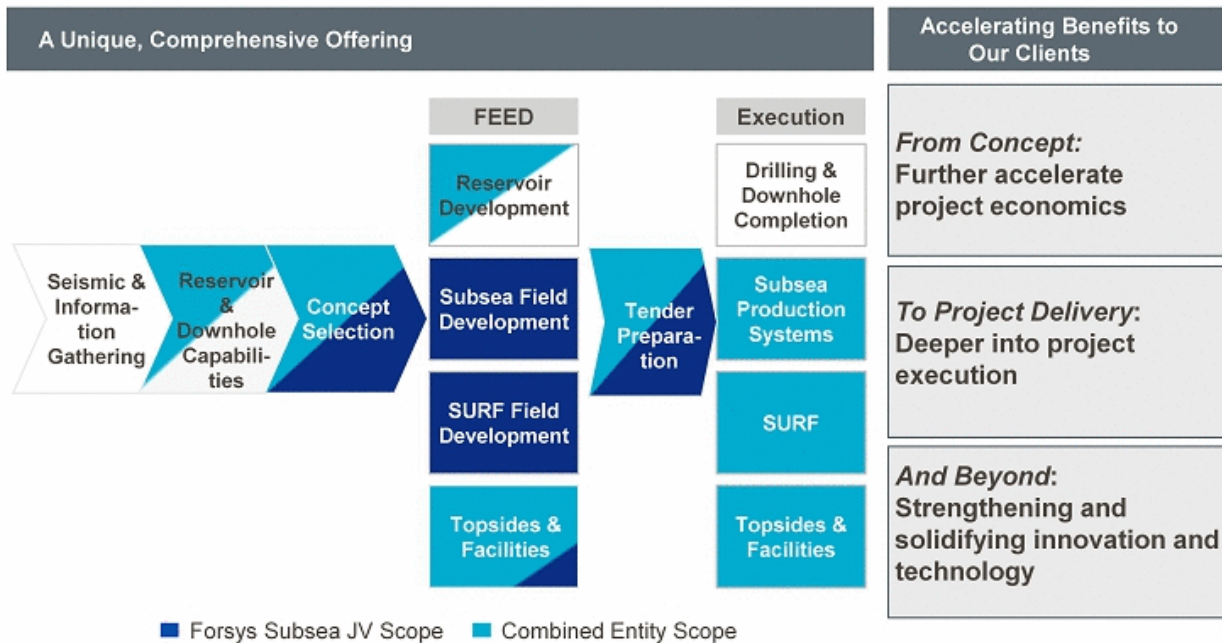 A Unique, Comprehensive Offering
Accelerating Benefits to
Our Clients
Seismic &
Informa-
tion
Gathering
Reservoir
&
Downhole
Capabili-
ties
Concept
Selection
FEED
Reservoir
Development
Subsea Field
Development
SURF Field
Development
Topsides &
Facilities
Tender
Prepara-
tion
Execution
Drilling &
Downhole
Completion
Subsea
Production
Systems
SURF
Topsides &
Facilities
From Concept:
Further accelerate
project economics
To Project Delivery:
Deeper into project
execution
And Beyond:
Strengthening and
solidifying innovation and
technology
Forsys Subsea JV Scope
Combined Entity Scope